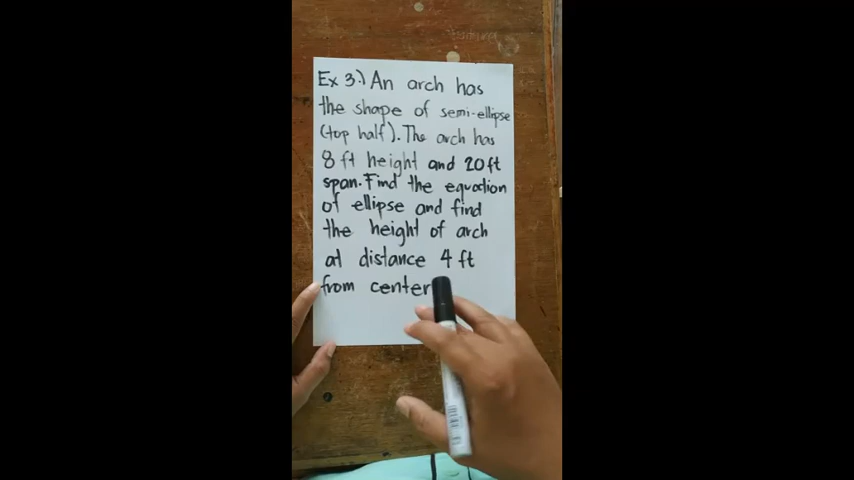 Ex 3.) An arch has
the shape of semi-ellipse
(top half). The arch has
8 ft height and 20 ft
span. Find the equation
of ellipse and find
the height of arch
at distance 4 ft
from center